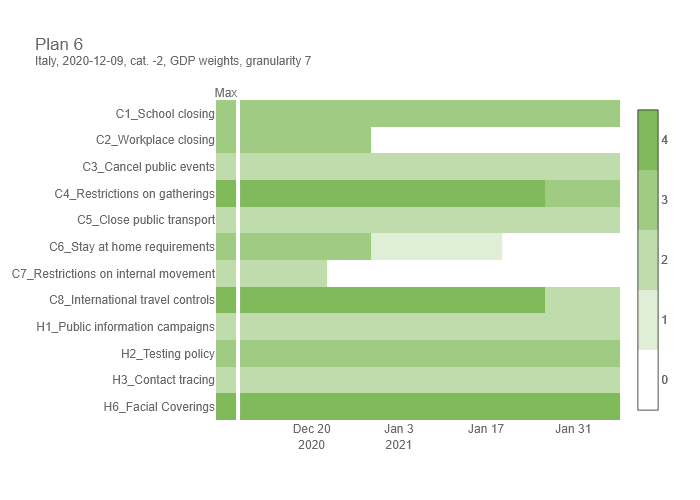 Plan 6
Italy, 2020-12-09, cat. -2, GDP weights, granularity 7
Max
C1_School closing
C2_Workplace closing
C3_Cancel public events
C4_Restrictions on gatherings
C5_Close public transport
C6_Stay at home requirements
C7_Restrictions on internal movement
C8_International travel controls
H1_Public information campaigns
H2_Testing policy
H3_Contact tracing
H6_Facial Coverings
Dec 20 Jan 3 Jan 17 Jan 31
2020 2021
4
3
2
1
0